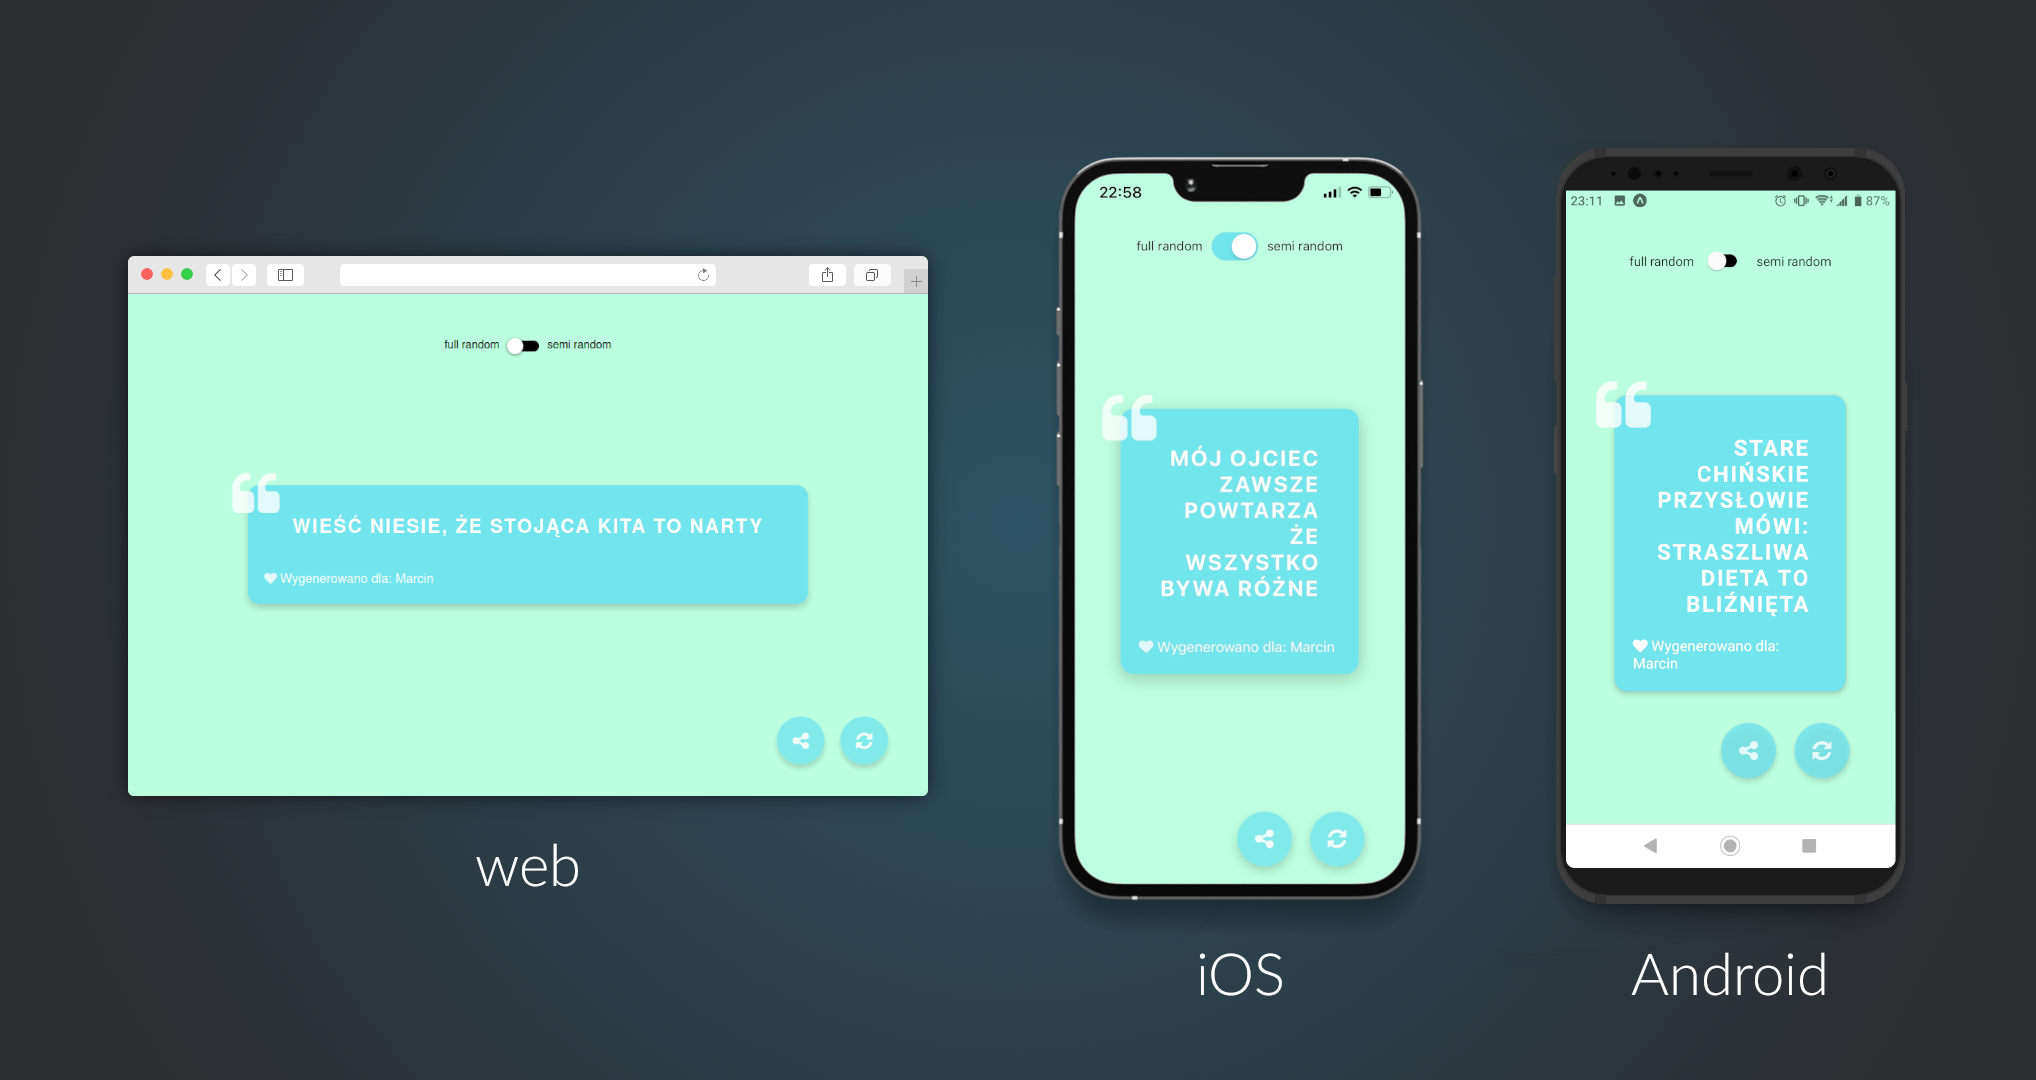 full random semi random
WIEŚĆ NIESIE, ŻE STOJĄCA KITA TO NARTY
Wygenerowano dla: Marcin
web
22:58
full random semi random
MÓJ OJCIEC
ZAWSZE
POWTARZA
ŻE
WSZYSTKO
BYWA RÓŻNE
Wygenerowano dla: Marcin
iOS
23:11 87%
full random semi random
STARE
CHIŃSKIE
PRZYSŁOWIE
MÓWI:
STRASZLIWA
DIETA TO
BLIŹNIĘTA
Wygenerowano dla:
Marcin
Android